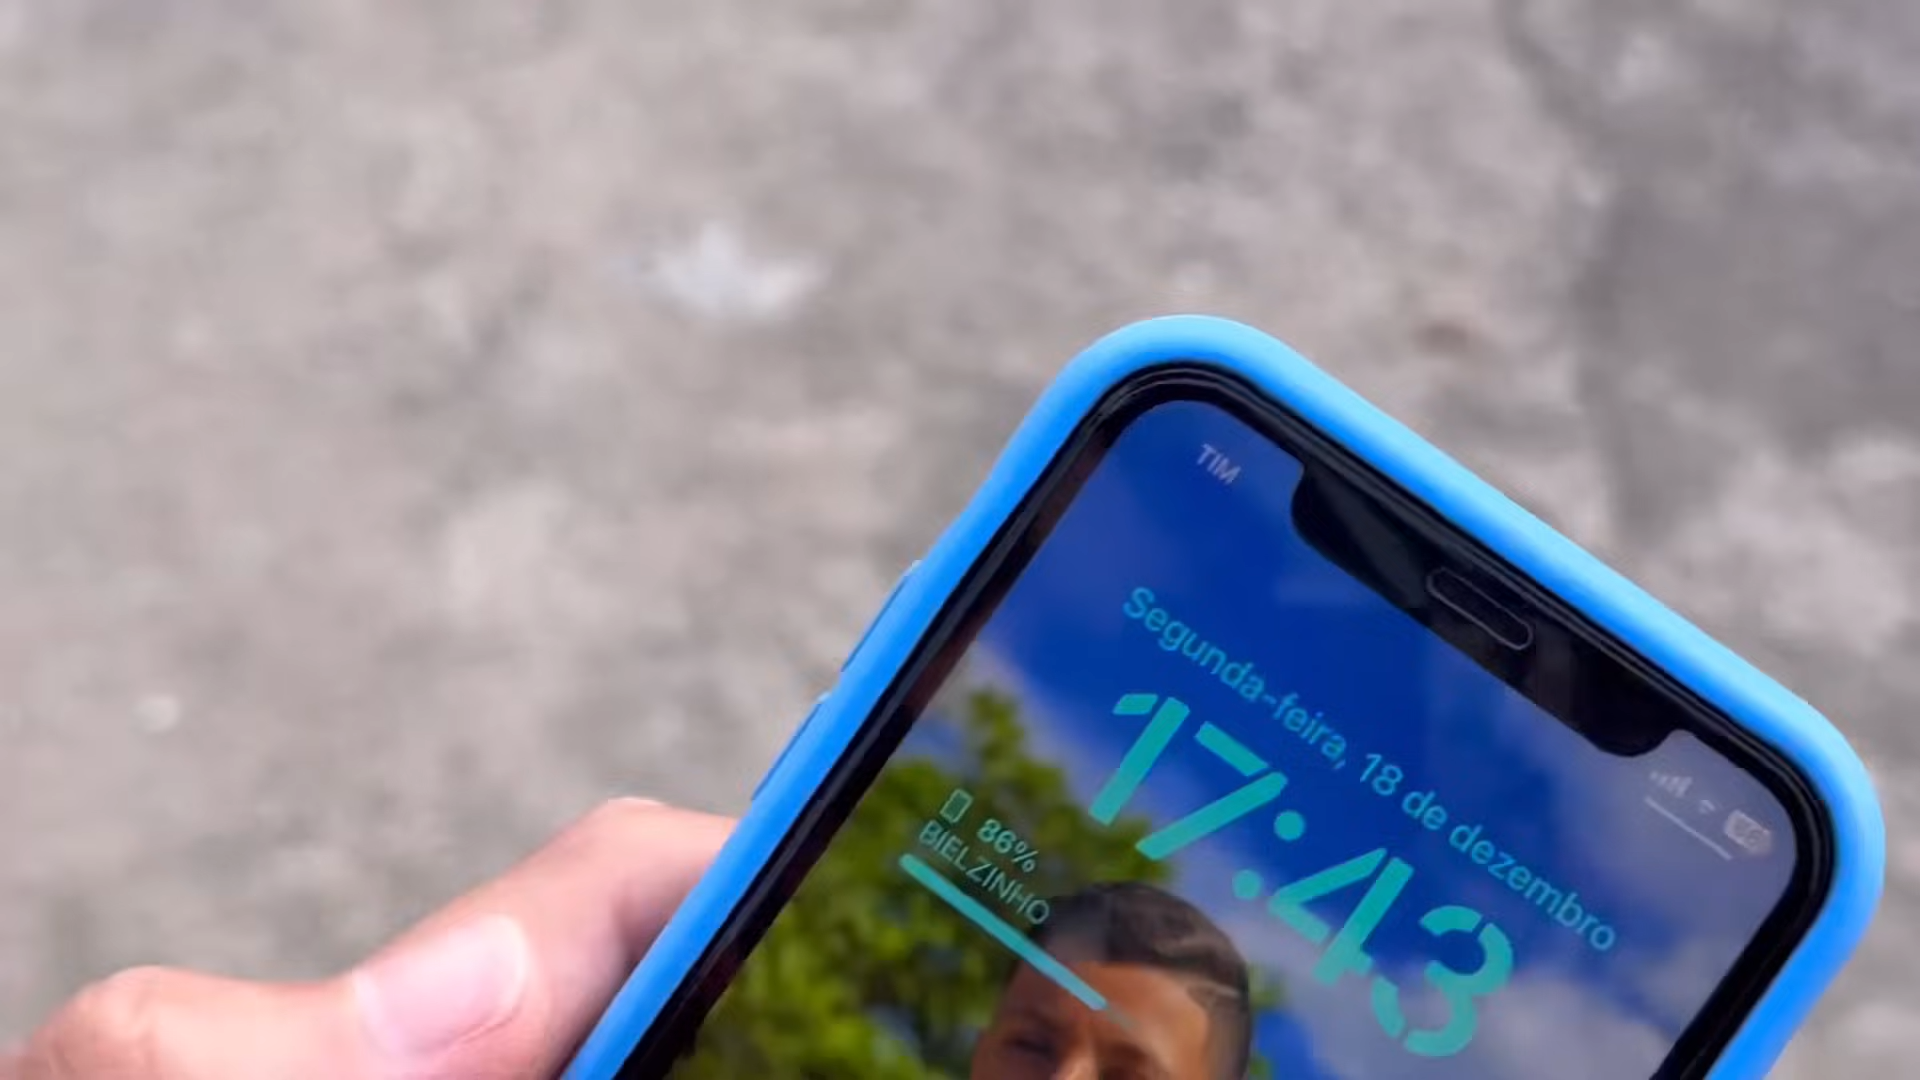 TIM
Segunda-feira, 18 de dezembro
17:43
86%
BIELZINHO